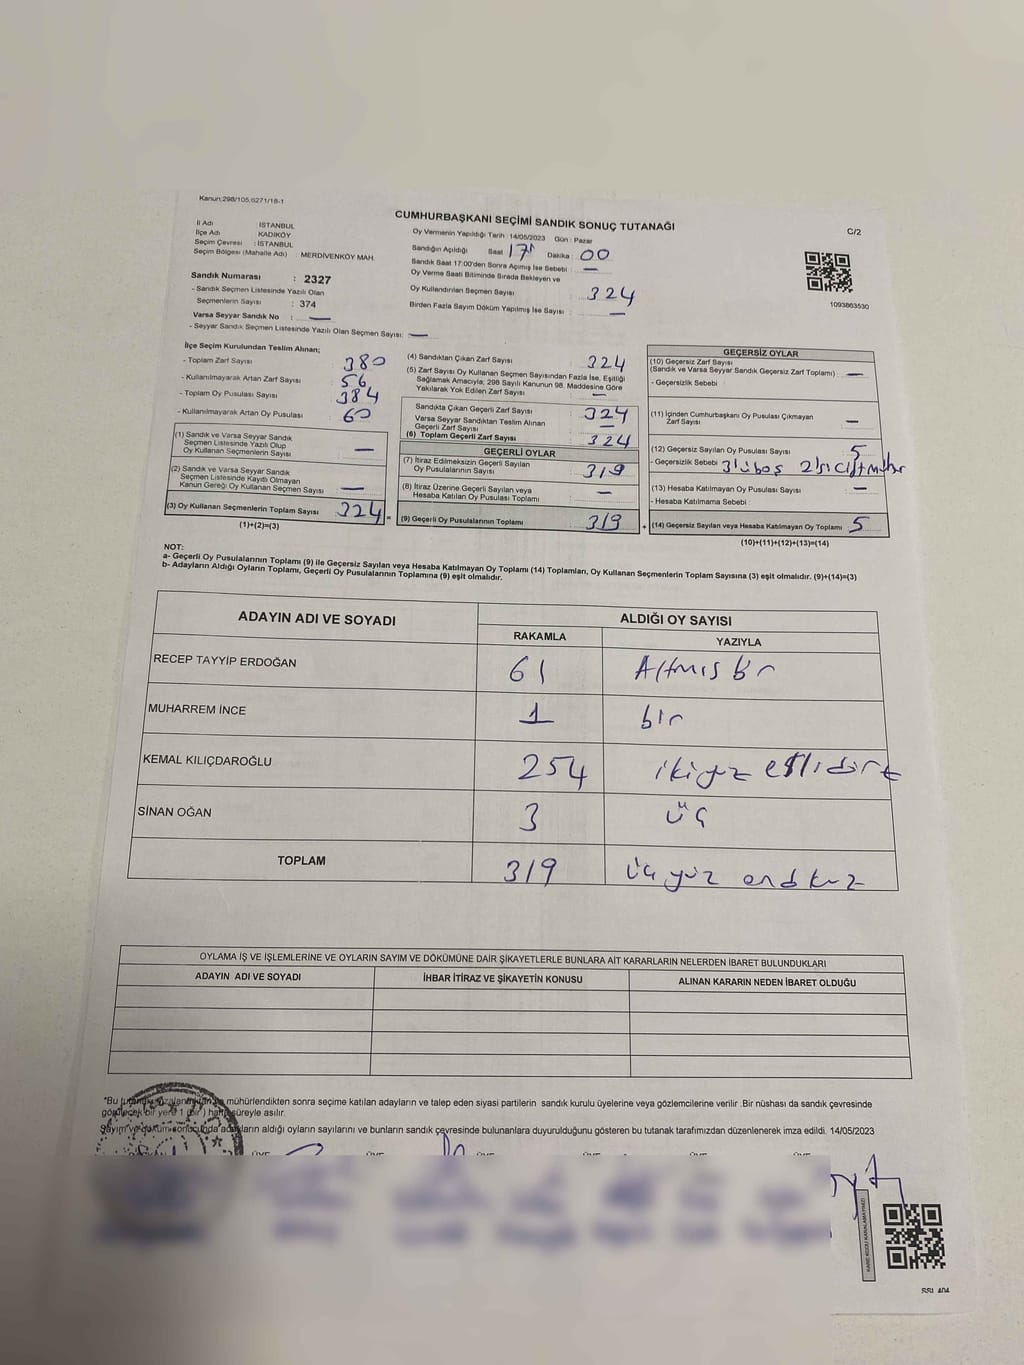 Kanun:298/105,6271/18-1
CUMHURBAŞKANI SEÇİMİ SANDIK SONUÇ TUTANAĞI
C/2
İl Adı : İSTANBUL
İlçe Adı : KADIKÖY
Seçim Çevresi : İSTANBUL
Seçim Bölgesi (Mahalle Adı) : MERDİVENKÖY MAH.
Sandık Numarası : 2327
- Sandık Seçmen Listesinde Yazılı Olan
Seçmenlerin Sayısı : 374
Varsa Seyyar Sandık No : —
- Seyyar Sandık Seçmen Listesinde Yazılı Olan Seçmen Sayısı: —
Oy Vermenin Yapıldığı Tarih : 14/05/2023 Gün : Pazar
Sandığın Açıldığı Saat 17 Dakika : 00
Sandık Saat 17:00'den Sonra Açılmış İse Sebebi : —
Oy Verme Saati Bitiminde Sırada Bekleyen ve
Oy Kullandırılan Seçmen Sayısı : 324
Birden Fazla Sayım Döküm Yapılmış İse Sayısı : —
1093863530
İlçe Seçim Kurulundan Teslim Alınan;
- Toplam Zarf Sayısı 380
- Kullanılmayarak Artan Zarf Sayısı 56
- Toplam Oy Pusulası Sayısı 384
- Kullanılmayarak Artan Oy Pusulası 60
(1) Sandık ve Varsa Seyyar Sandık
Seçmen Listesinde Yazılı Olup
Oy Kullanan Seçmenlerin Sayısı —
(2) Sandık ve Varsa Seyyar Sandık
Seçmen Listesinde Kayıtlı Olmayan
Kanun Gereği Oy Kullanan Seçmen Sayısı —
(3) Oy Kullanan Seçmenlerin Toplam Sayısı 324
(1)+(2)=(3)
(4) Sandıktan Çıkan Zarf Sayısı 324
(5) Zarf Sayısı Oy Kullanan Seçmen Sayısından Fazla İse, Eşitliği
Sağlamak Amacıyla; 298 Sayılı Kanunun 98. Maddesine Göre
Yakılarak Yok Edilen Zarf Sayısı —
Sandıkta Çıkan Geçerli Zarf Sayısı 324
Varsa Seyyar Sandıktan Teslim Alınan
Geçerli Zarf Sayısı —
(6) Toplam Geçerli Zarf Sayısı 324
GEÇERLİ OYLAR
(7) İtiraz Edilmeksizin Geçerli Sayılan
Oy Pusulasının Sayısı 319
(8) İtiraz Üzerine Geçerli Sayılan veya
Hesaba Katılan Oy Pusulası Toplamı —
= (9) Geçerli Oy Pusulalarının Toplamı 319
GEÇERSİZ OYLAR
(10) Geçersiz Zarf Sayısı
(Sandık ve Varsa Seyyar Sandık Geçersiz Zarf Toplamı) —
- Geçersizlik Sebebi :
(11) İçinden Cumhurbaşkanı Oy Pusulası Çıkmayan
Zarf Sayısı —
(12) Geçersiz Sayılan Oy Pusulası Sayısı 5
- Geçersizlik Sebebi : 3'ü boş 2'si
(13) Hesaba Katılmayan Oy Pusulası Sayısı —
- Hesaba Katılmama Sebebi :
+ (14) Geçersiz Sayılan veya Hesaba Katılmayan Oy Toplamı 5
(10)+(11)+(12)+(13)=(14)
NOT:
a- Geçerli Oy Pusulalarının Toplamı (9) ile Geçersiz Sayılan veya Hesaba Katılmayan Oy Toplamı (14) Toplamları, Oy Kullanan Seçmenlerin Toplam Sayısına (3) eşit olmalıdır. (9)+(14)=(3)
b- Adayların Aldığı Oyların Toplamı, Geçerli Oy Pusulalarının Toplamına (9) eşit olmalıdır.
ADAYIN ADI VE SOYADI ALDIĞI OY SAYISI
RAKAMLA YAZIYLA
RECEP TAYYİP ERDOĞAN 61 Altmış bir
MUHARREM İNCE 1 bir
KEMAL KILIÇDAROĞLU 254 ikiyüz ellidört
SİNAN OĞAN 3 üç
TOPLAM 319 üçyüz ondokuz
OYLAMA İŞ VE İŞLEMLERİNE VE OYLARIN SAYIM VE DÖKÜMÜNE DAİR ŞİKAYETLERLE BUNLARA AİT KARARLARIN NELERDEN İBARET BULUNDUKLARI
ADAYIN ADI VE SOYADI İHBAR İTİRAZ VE ŞİKAYETİN KONUSU ALINAN KARARIN NEDEN İBARET OLDUĞU
*Bu mühürlendikten sonra seçime katılan adayların ve talep eden siyasi partilerin sandık kurulu üyelerine veya gözlemcilerine verilir .Bir nüshası da sandık çevresinde
görülecek bir yere 1 (bir ) hafta süreyle asılır.
Sayım ve döküm sonucunda adayların aldığı oyların sayılarını ve bunların sandık çevresinde bulunanlara duyurulduğunu gösteren bu tutanak tarafımızdan düzenlenerek imza edildi. 14/05/2023
KARE KODU KARALAMAYINIZ!